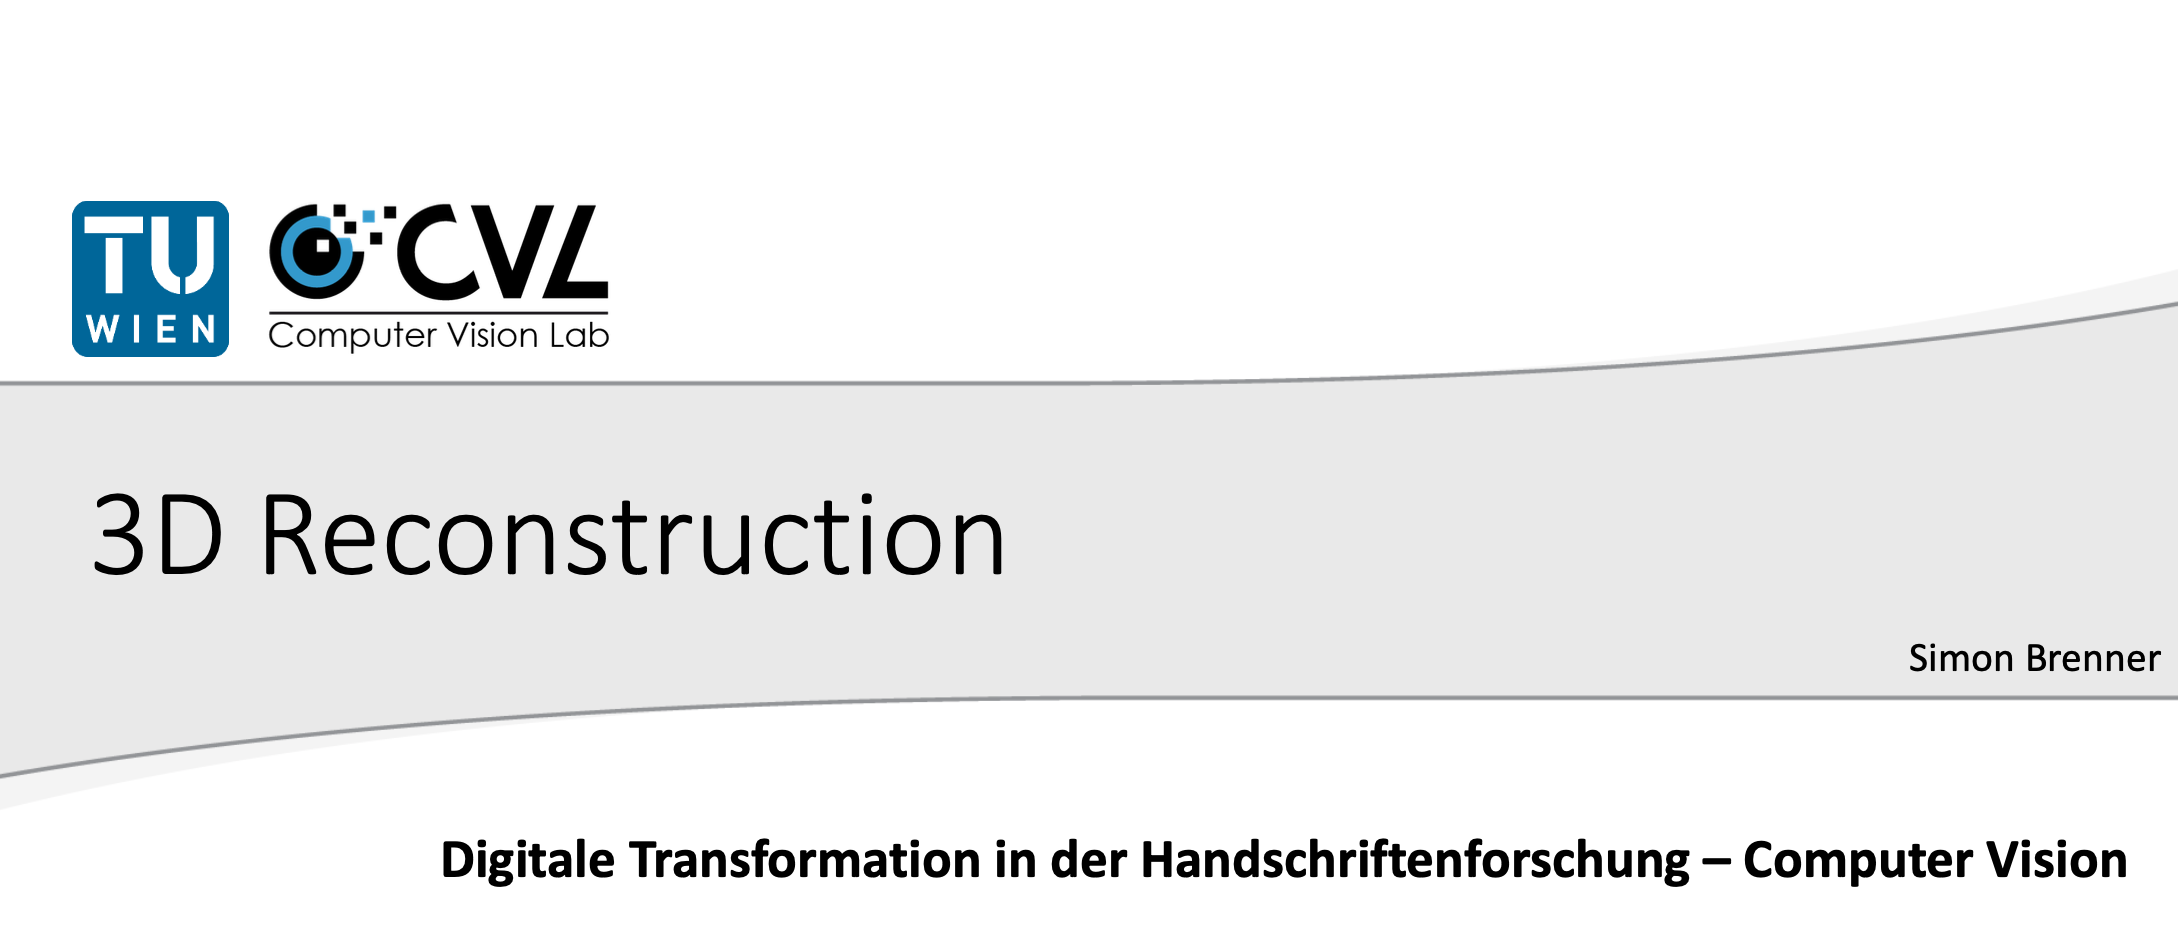 TU
WIEN
CVL
Computer Vision Lab
3D Reconstruction
Simon Brenner
Digitale Transformation in der Handschriftenforschung – Computer Vision